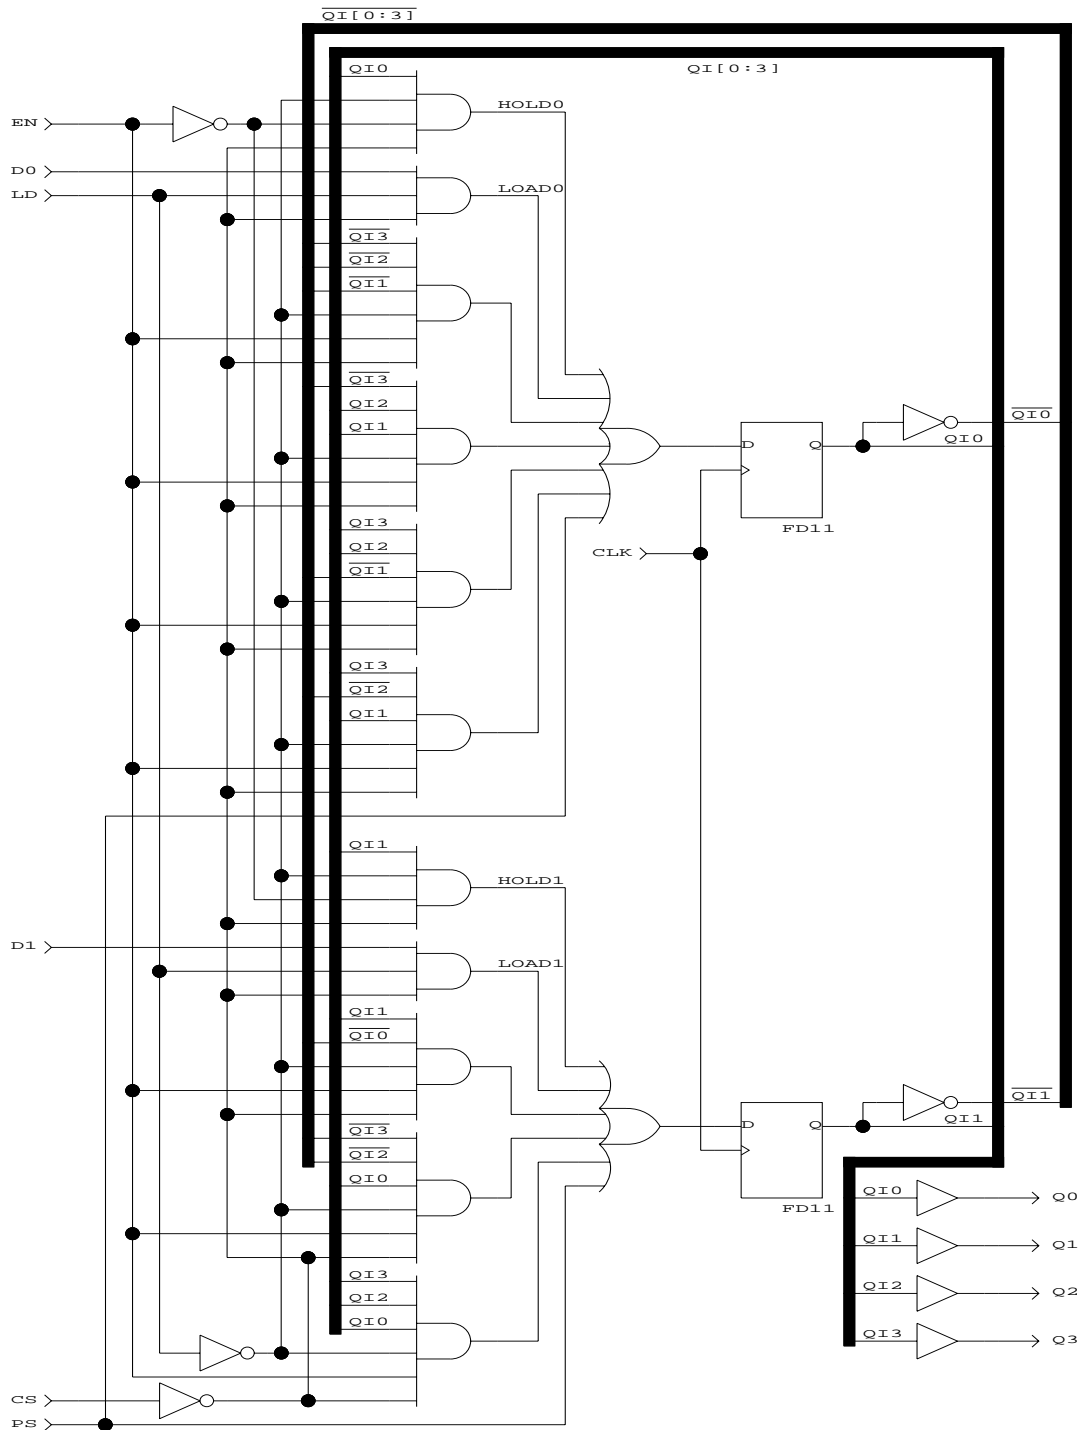 QI[0:3]
QI[0:3]
QI0
HOLD0
EN
D0
LD
LOAD0
QI3
QI2
QI1
QI3
QI2
QI1
QI0
QI0
D Q
QI3
QI2
QI1
FD11
CLK
QI3
QI2
QI1
QI1
HOLD1
D1
LOAD1
QI1
QI0
QI1
QI1
D Q
QI3
QI2
QI0
FD11
QI0 Q0
QI1 Q1
QI3
QI2
QI0
QI2 Q2
QI3 Q3
CS
PS